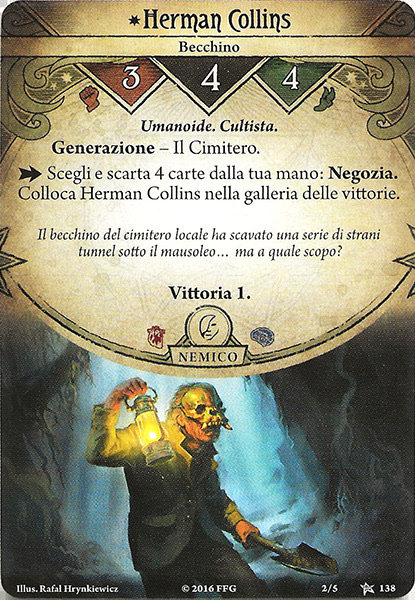 Herman Collins
Becchino
3 4 4
Umanoide. Cultista.
Generazione – Il Cimitero.
Scegli e scarta 4 carte dalla tua mano: Negozia.
Colloca Herman Collins nella galleria delle vittorie.
Il becchino del cimitero locale ha scavato una serie di strani
tunnel sotto il mausoleo… ma a quale scopo?
Vittoria 1.
NEMICO
Illus. Rafał Hrynkiewicz © 2016 FFG 2/5 138